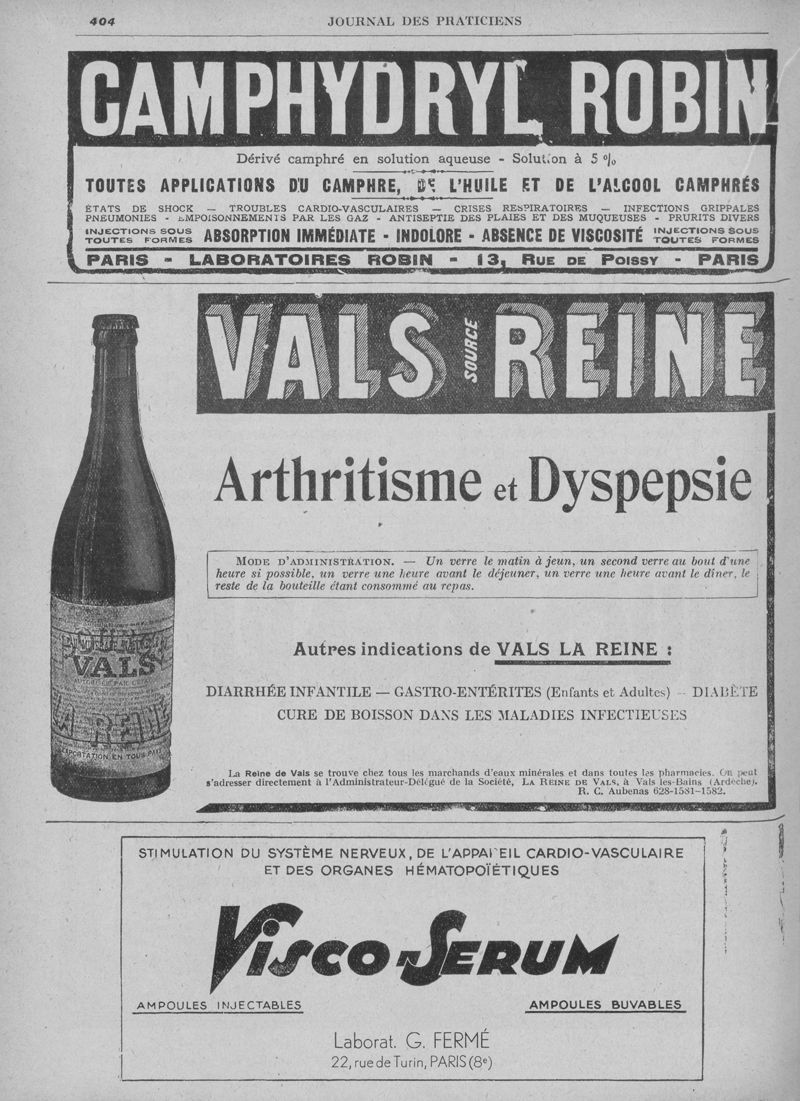 404
JOURNAL DES PRATICIENS
CAMPHYDRYL ROBIN
Dérivé camphré en solution aqueuse - Solution à 5 %
TOUTES APPLICATIONS DU CAMPHRE, DE L'HUILE ET DE L'ALCOOL CAMPHRÉS
ÉTATS DE SHOCK — TROUBLES CARDIO-VASCULAIRES — CRISES RESPIRATOIRES — INFECTIONS GRIPPALES
PNEUMONIES - EMPOISONNEMENTS PAR LES GAZ - ANTISEPTIE DES PLAIES ET DES MUQUEUSES - PRURITS DIVERS
INJECTIONS SOUS
TOUTES FORMES
ABSORPTION IMMÉDIATE - INDOLORE - ABSENCE DE VISCOSITÉ
INJECTIONS SOUS
TOUTES FORMES
PARIS - LABORATOIRES ROBIN - 13, RUE DE POISSY - PARIS
VALS SOURCE REINE
Arthritisme et Dyspepsie
MODE D'ADMINISTRATION. — Un verre le matin à jeun, un second verre au bout d'une
heure si possible, un verre une heure avant le déjeuner, un verre une heure avant le dîner, le
reste de la bouteille étant consommé au repas.
VALS
LA REINE
EXPORTATION EN TOUS PAYS
Autres indications de VALS LA REINE :
DIARRHÉE INFANTILE — GASTRO-ENTÉRITES (Enfants et Adultes) — DIABÈTE
CURE DE BOISSON DANS LES MALADIES INFECTIEUSES
La Reine de Vals se trouve chez tous les marchands d'eaux minérales et dans toutes les pharmacies. On peut
s'adresser directement à l'Administrateur-Délégué de la Société, LA REINE DE VALS, à Vals les-Bains (Ardèche).
R. C. Aubenas 628-1581-1582.
STIMULATION DU SYSTÈME NERVEUX, DE L'APPAREIL CARDIO-VASCULAIRE
ET DES ORGANES HÉMATOPOÏÉTIQUES
VISCO-SERUM
AMPOULES INJECTABLES
AMPOULES BUVABLES
Laborat. G. FERMÉ
22, rue de Turin, PARIS (8e)